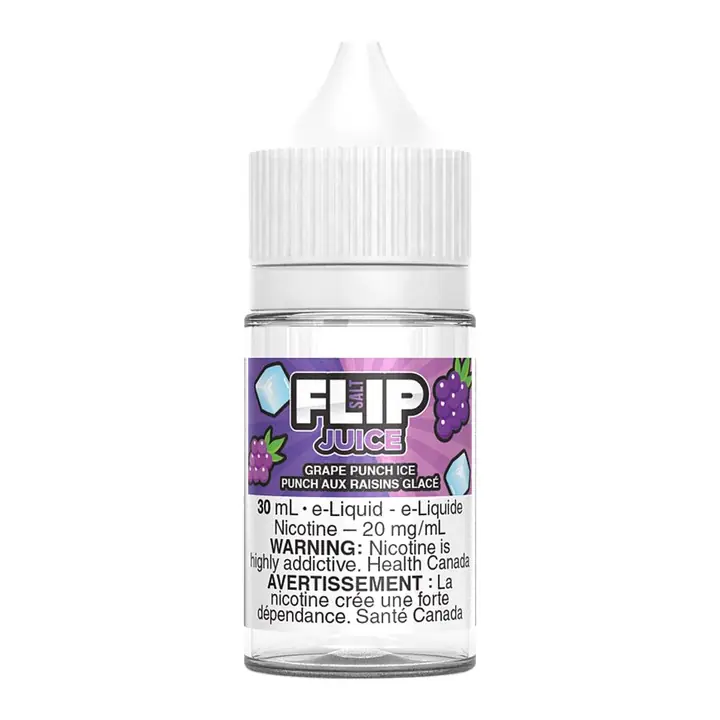 FLIP
SALT
JUICE
GRAPE PUNCH ICE
PUNCH AUX RAISINS GLACÉ
30 mL • e-Liquid - e-Liquide
Nicotine – 20 mg/mL
WARNING: Nicotine is
highly addictive. Health Canada
AVERTISSEMENT : La
nicotine crée une forte
dépendance. Santé Canada